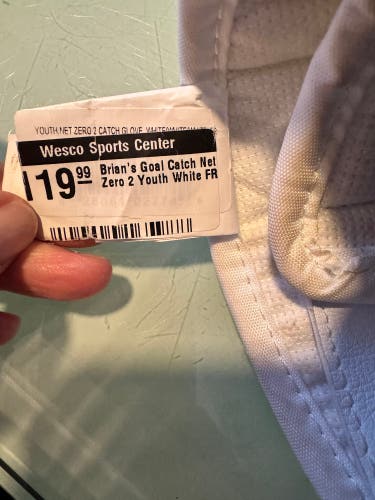 YOUTH NET ZERO 2 CATCH GLOVE
Wesco Sports Center
119.99 Brian's Goal Catch Net
Zero 2 Youth White FR